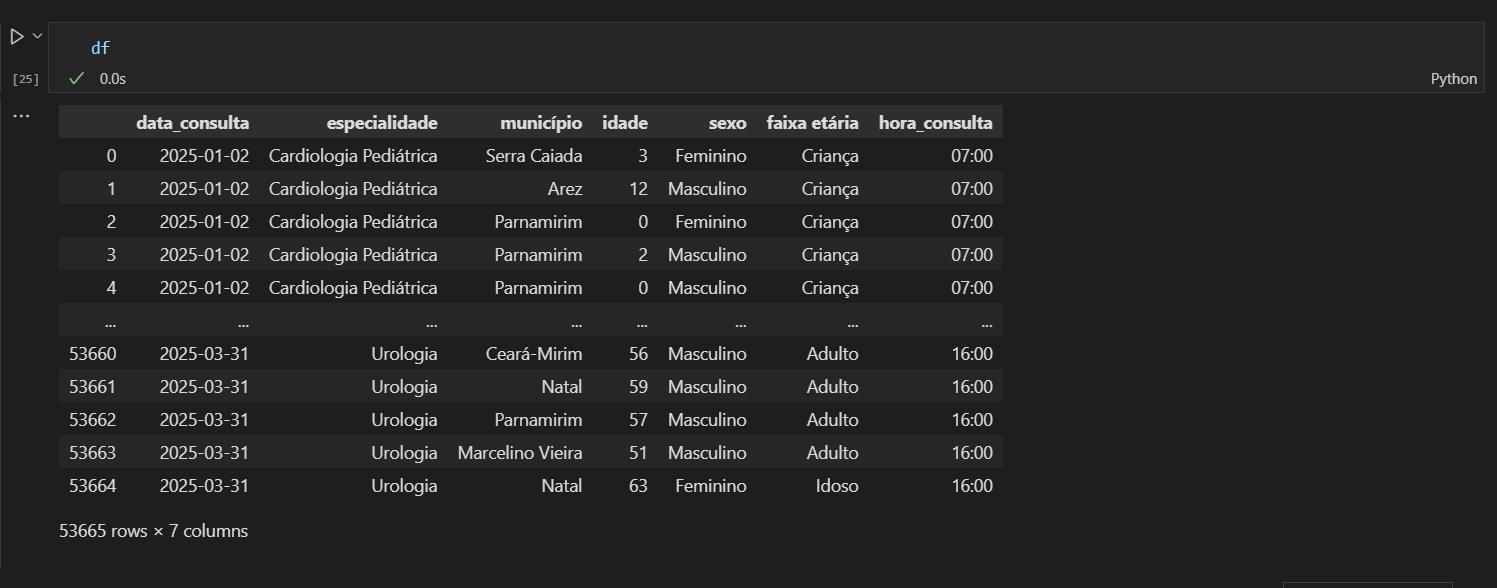 df
[25] 0.0s Python
...
data_consulta especialidade município idade sexo faixa etária hora_consulta
0 2025-01-02 Cardiologia Pediátrica Serra Caiada 3 Feminino Criança 07:00
1 2025-01-02 Cardiologia Pediátrica Arez 12 Masculino Criança 07:00
2 2025-01-02 Cardiologia Pediátrica Parnamirim 0 Feminino Criança 07:00
3 2025-01-02 Cardiologia Pediátrica Parnamirim 2 Masculino Criança 07:00
4 2025-01-02 Cardiologia Pediátrica Parnamirim 0 Masculino Criança 07:00
... ... ... ... ... ... ... ...
53660 2025-03-31 Urologia Ceará-Mirim 56 Masculino Adulto 16:00
53661 2025-03-31 Urologia Natal 59 Masculino Adulto 16:00
53662 2025-03-31 Urologia Parnamirim 57 Masculino Adulto 16:00
53663 2025-03-31 Urologia Marcelino Vieira 51 Masculino Adulto 16:00
53664 2025-03-31 Urologia Natal 63 Feminino Idoso 16:00
53665 rows × 7 columns